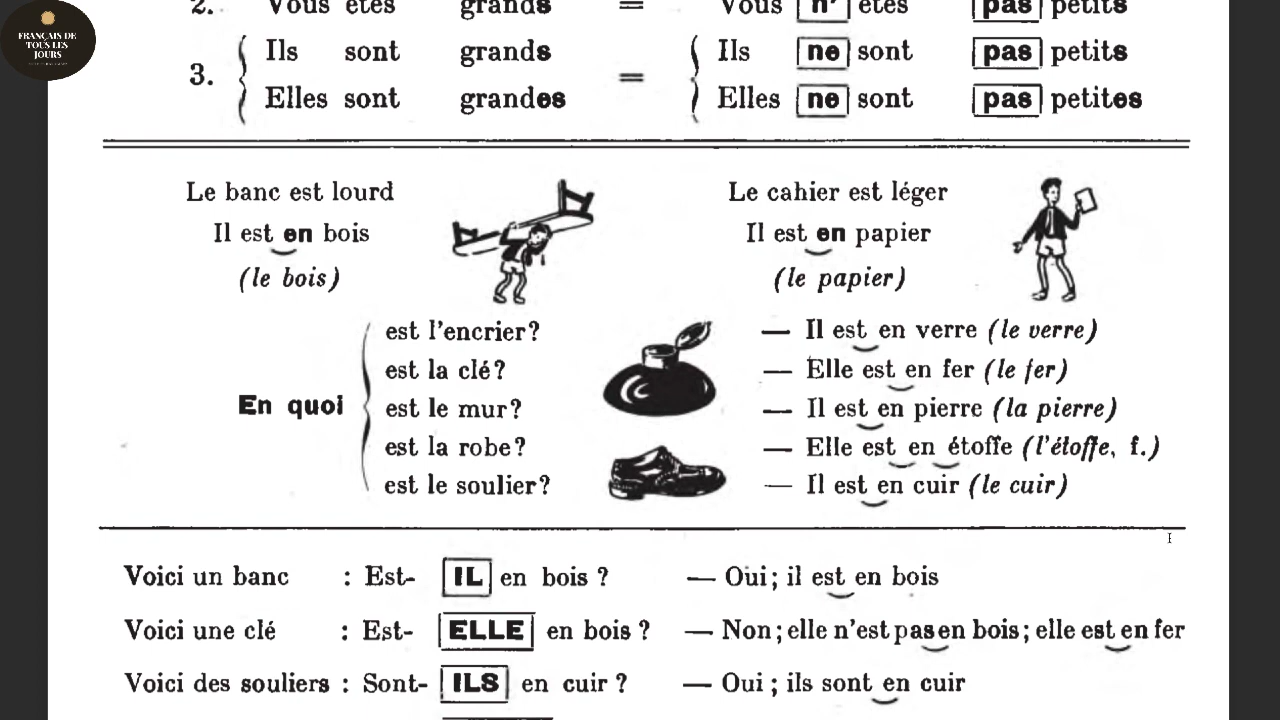 FRANÇAIS DE
TOUS LES
JOURS
2. Vous êtes grands = Vous n' êtes pas petits
3. Ils sont grands = Ils ne sont pas petits
Elles sont grandes Elles ne sont pas petites
Le banc est lourd
Il est en bois
(le bois)
Le cahier est léger
Il est en papier
(le papier)
En quoi
est l'encrier? — Il est en verre (le verre)
est la clé? — Elle est en fer (le fer)
est le mur? — Il est en pierre (la pierre)
est la robe? — Elle est en étoffe (l'étoffe, f.)
est le soulier? — Il est en cuir (le cuir)
Voici un banc : Est- IL en bois ? — Oui ; il est en bois
Voici une clé : Est- ELLE en bois ? — Non ; elle n'est pas en bois ; elle est en fer
Voici des souliers : Sont- ILS en cuir ? — Oui ; ils sont en cuir